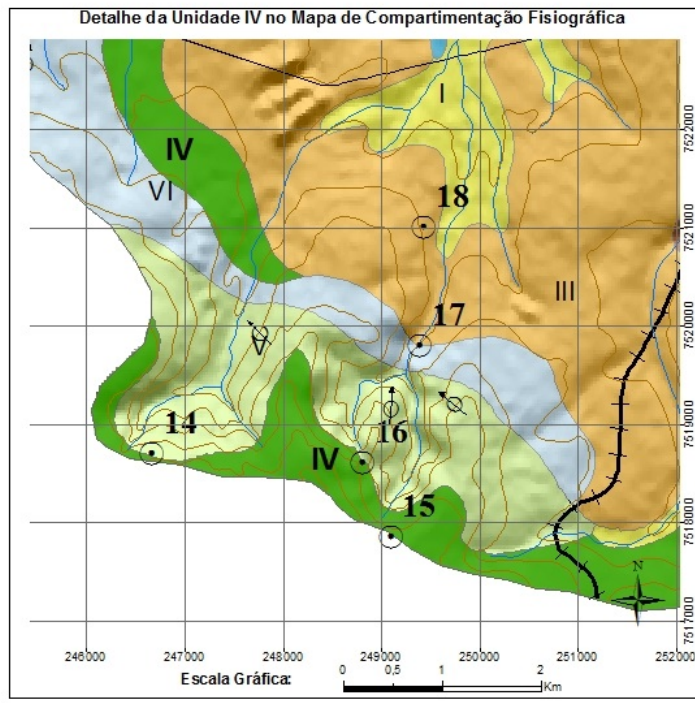 Detalhe da Unidade IV no Mapa de Compartimentação Fisiográfica
I
7522000
IV
VI
18
7521000
III
17
7520000
V
14
16
7519000
IV
15
7518000
N
7517000
246000 247000 248000 249000 250000 251000 252000
Escala Gráfica: 0 0,5 1 2
Km